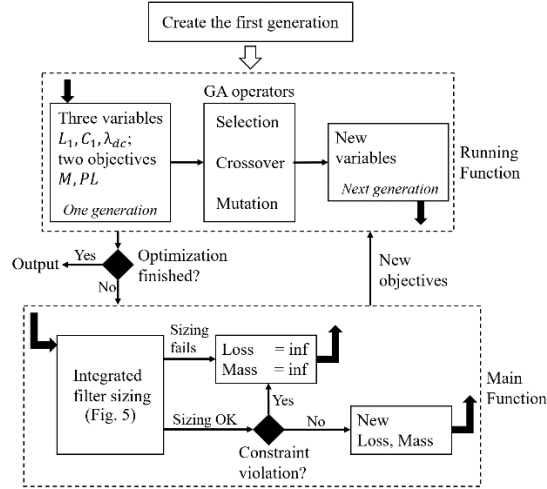 Create the first generation
GA operators
Three variables
L₁, C₁, λ_dc;
two objectives
M, PL
One generation
Selection
Crossover
Mutation
New
variables
Next generation
Running
Function
Output
Yes
Optimization
finished?
No
New
objectives
Integrated
filter sizing
(Fig. 5)
Sizing
fails
Loss = inf
Mass = inf
Yes
Sizing OK
No
Constraint
violation?
New
Loss, Mass
Main
Function